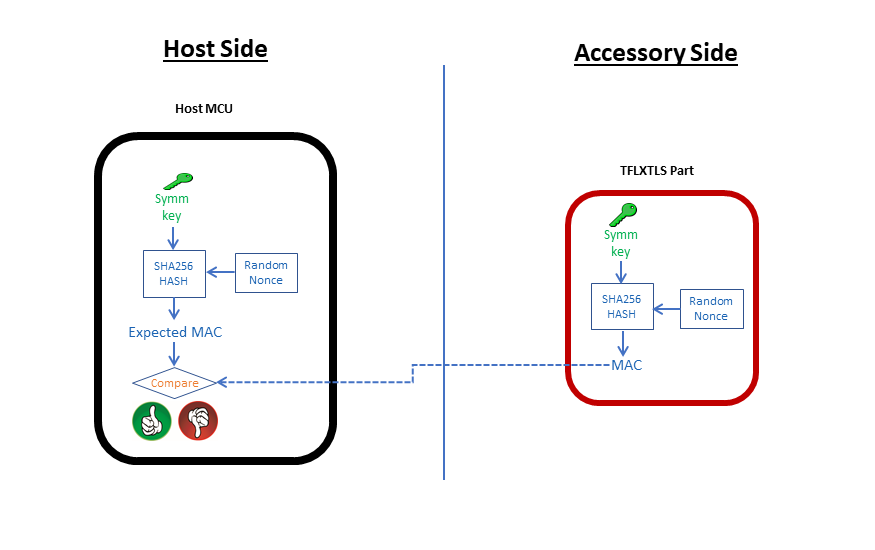 Host Side
Accessory Side
Host MCU
TFLXTLS Part
Symm
key
SHA256
HASH
Random
Nonce
Expected MAC
Compare
Symm
key
SHA256
HASH
Random
Nonce
MAC